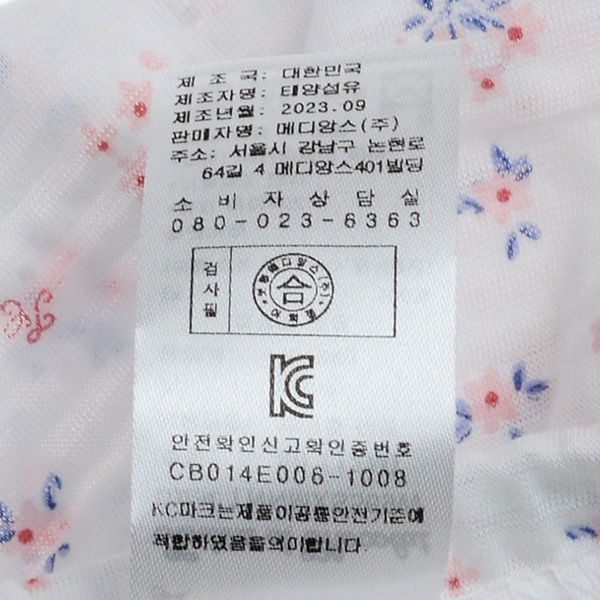 제 조 국: 대한민국
제조자명: 태양섬유
제조년월: 2023.09
판매자명: 메디앙스(주)
주소: 서울시 강남구 논현로
64길 4 메디앙스401빌딩
소 비 자 상 담 실
080-023-6363
검사필
메디앙스(주)
합
KC
안전확인신고확인증번호
CB014E006-1008
KC마크는제품이공통안전기준에
적합하였음을의미합니다.